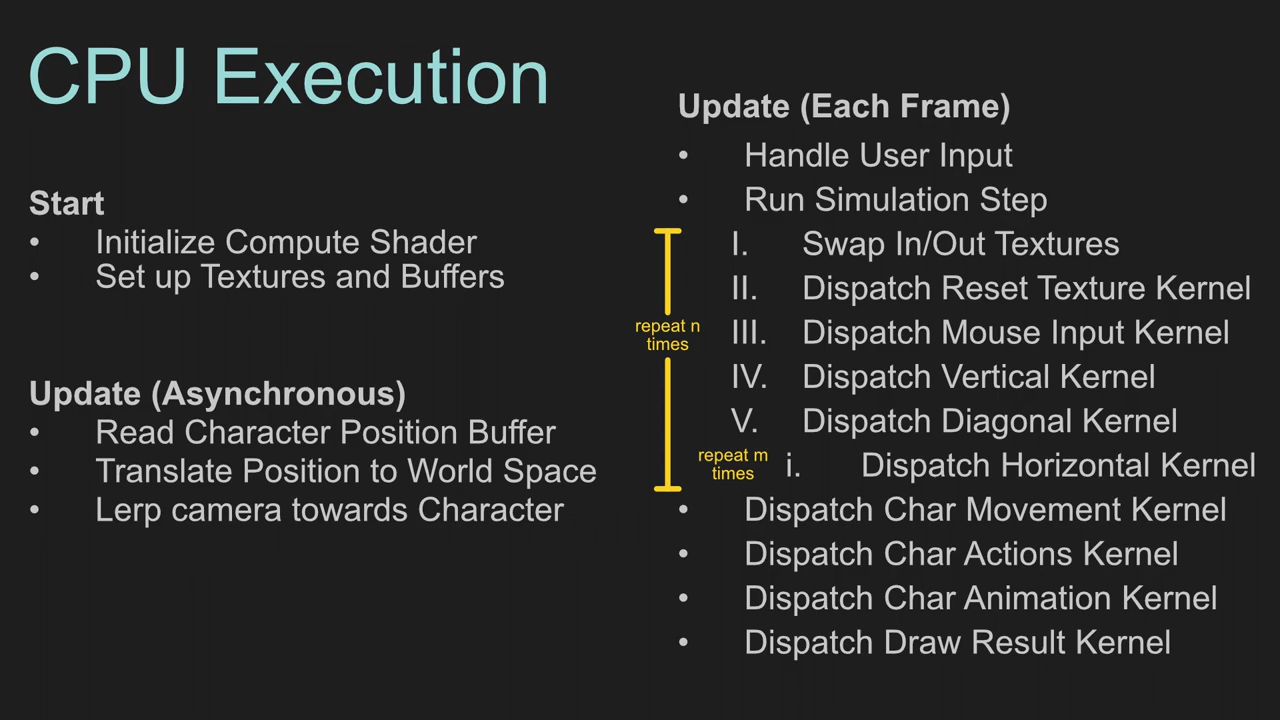 CPU Execution
Start
• Initialize Compute Shader
• Set up Textures and Buffers
Update (Asynchronous)
• Read Character Position Buffer
• Translate Position to World Space
• Lerp camera towards Character
Update (Each Frame)
• Handle User Input
• Run Simulation Step
repeat n
times
I. Swap In/Out Textures
II. Dispatch Reset Texture Kernel
III. Dispatch Mouse Input Kernel
IV. Dispatch Vertical Kernel
V. Dispatch Diagonal Kernel
repeat m
times
i. Dispatch Horizontal Kernel
• Dispatch Char Movement Kernel
• Dispatch Char Actions Kernel
• Dispatch Char Animation Kernel
• Dispatch Draw Result Kernel